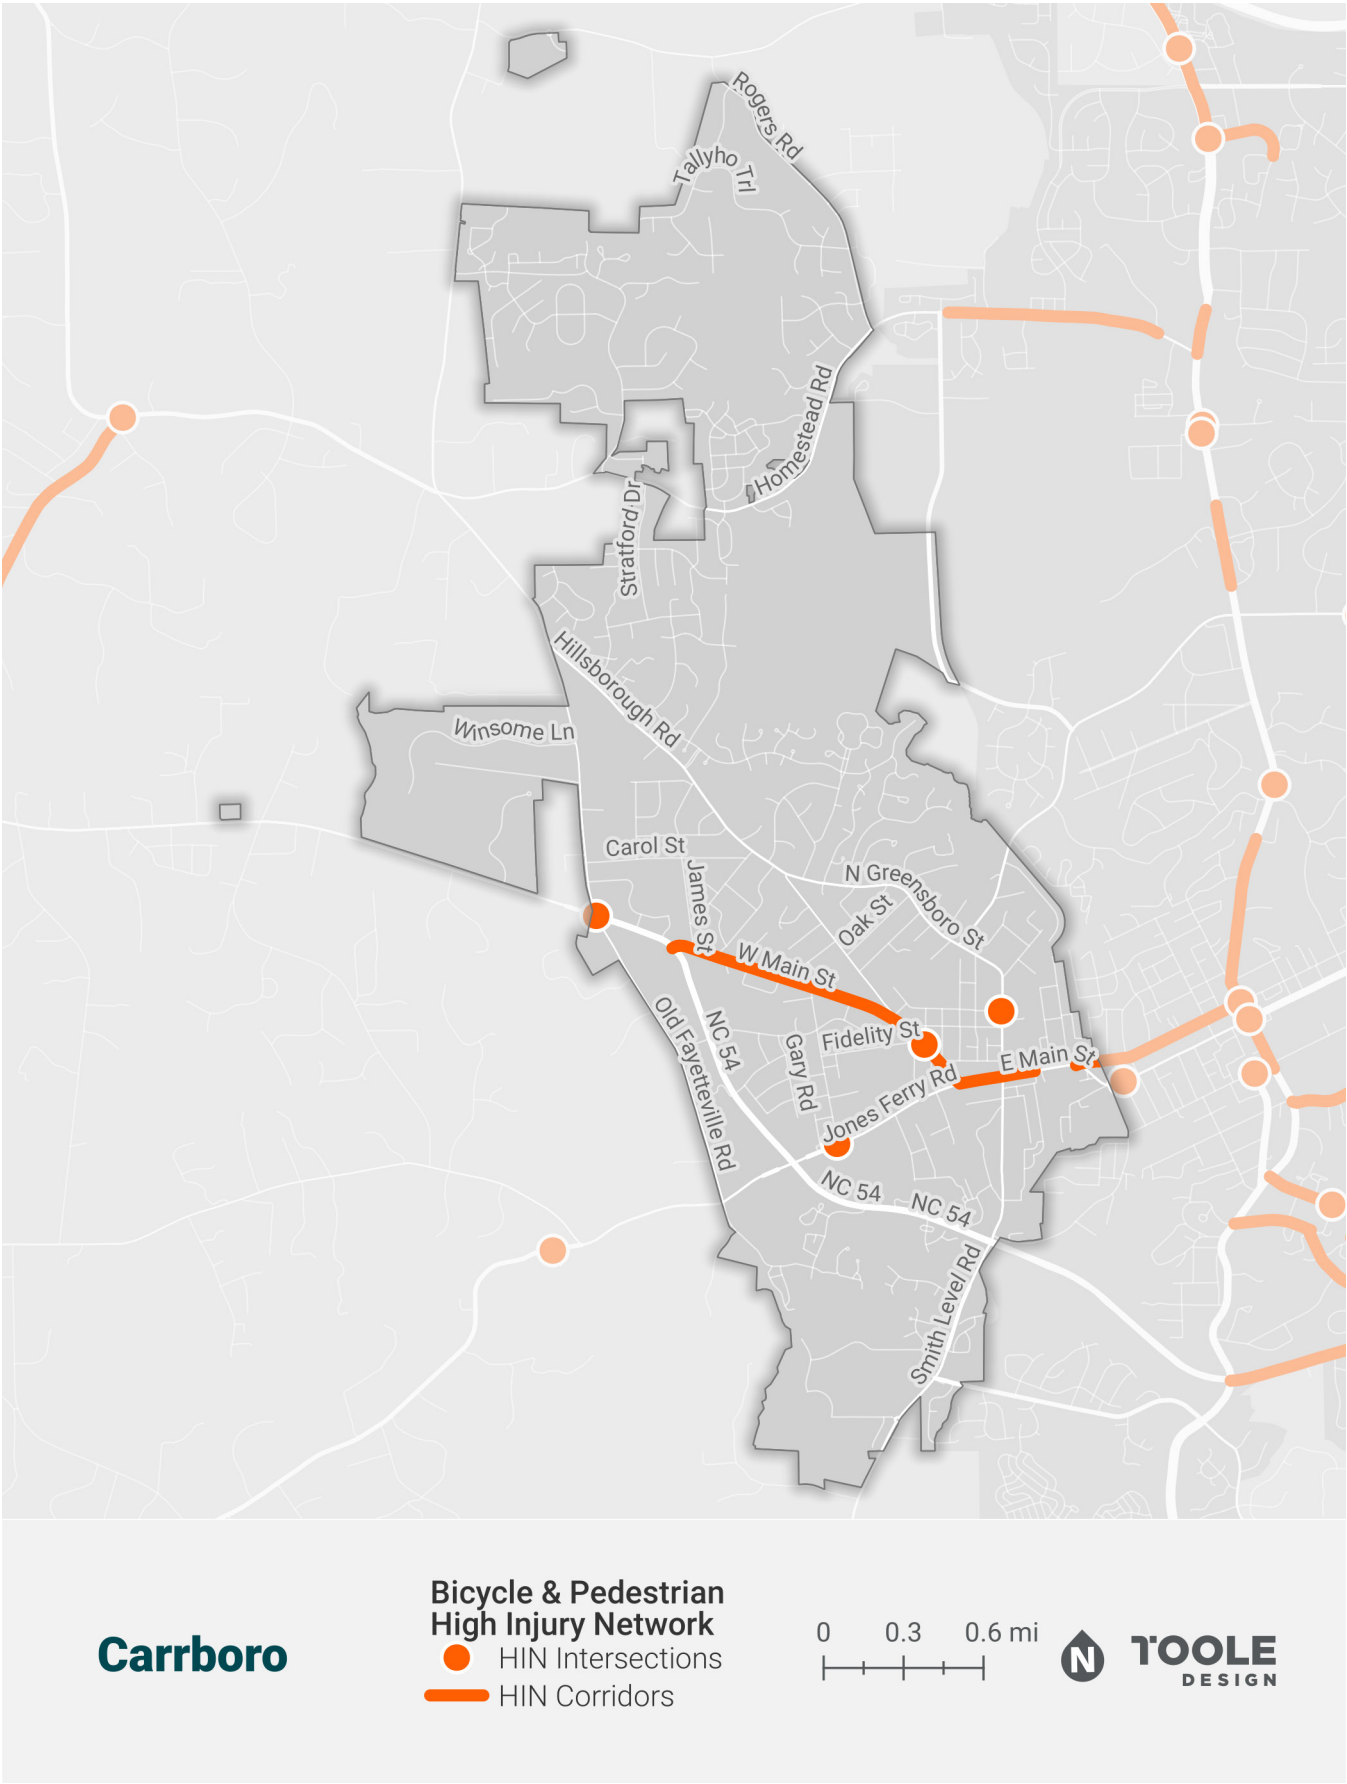 Rogers Rd
Tallyho Trl
Homestead Rd
Stratford Dr
Hillsborough Rd
Winsome Ln
Carol St
James St
N Greensboro St
Oak St
W Main St
Old Fayetteville Rd
NC 54
Fidelity St
Gary Rd
E Main St
Jones Ferry Rd
NC 54
NC 54
Smith Level Rd
Carrboro
Bicycle & Pedestrian
High Injury Network
HIN Intersections
HIN Corridors
0 0.3 0.6 mi
N
TOOLE
DESIGN